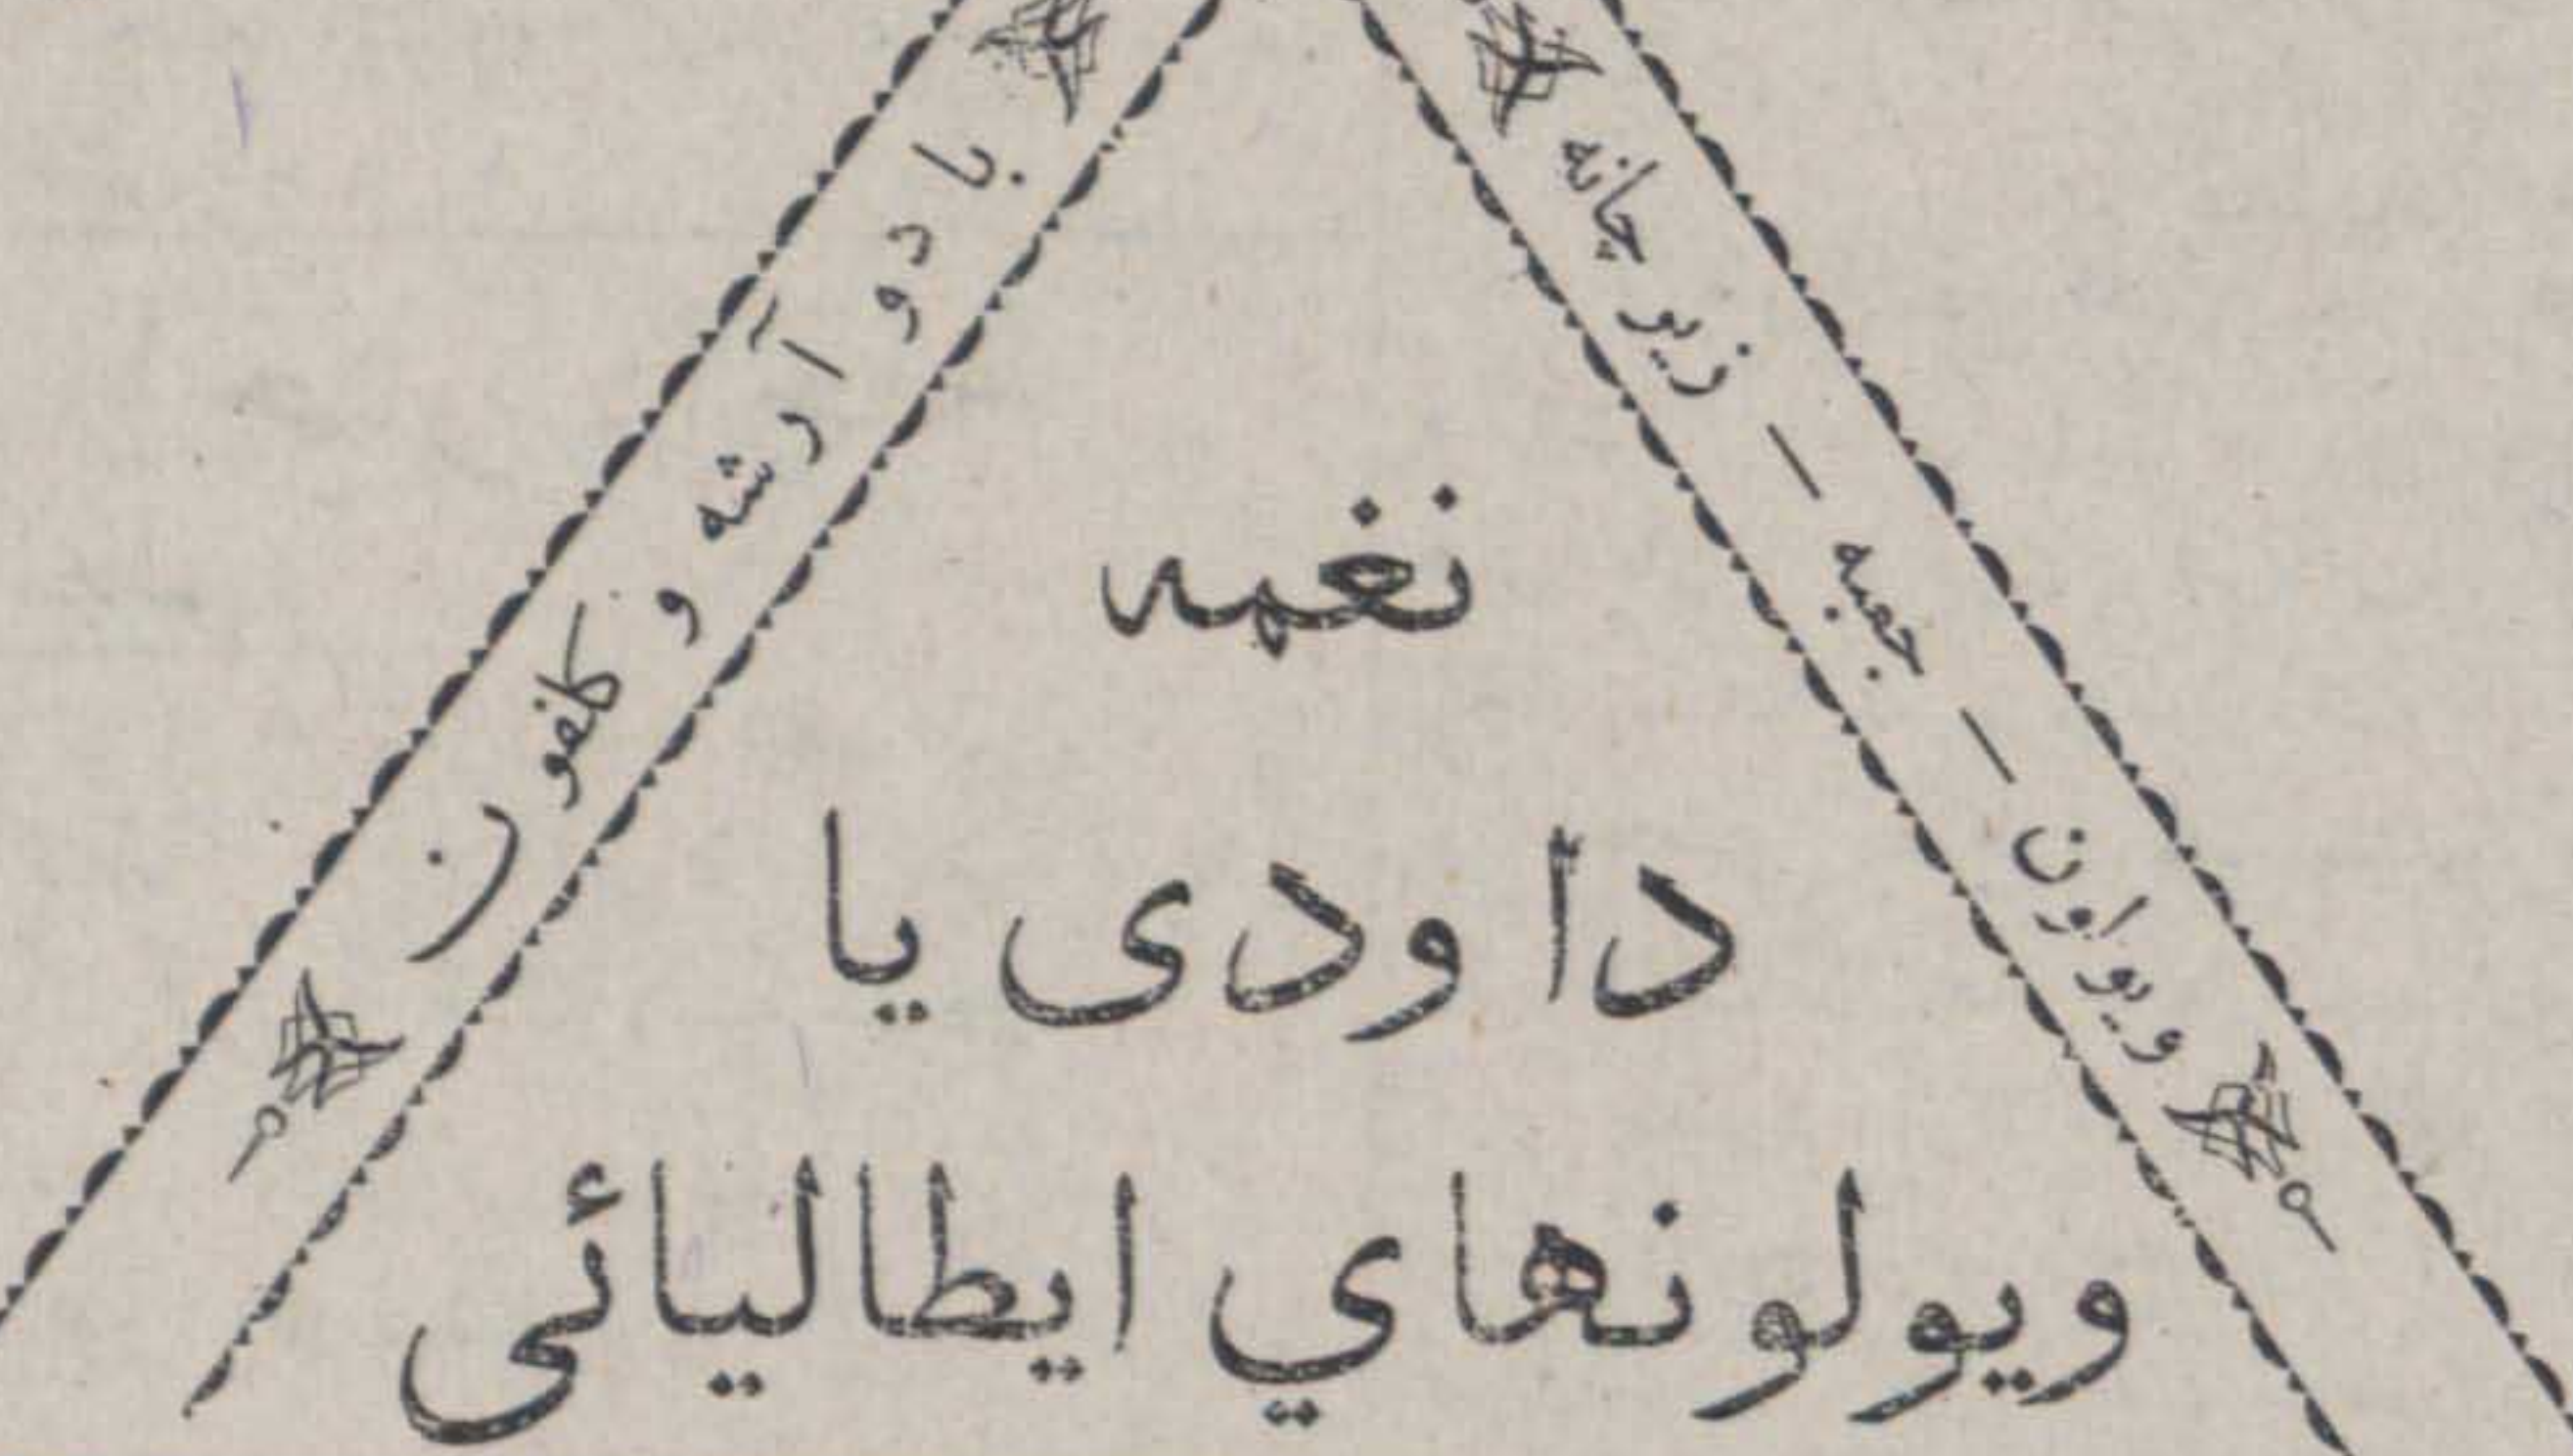 ویولون — جعبه — زیر چانه
با دو آرشه و کلفون
نغمه
داودی یا
ویولونهاي ایطالیائی